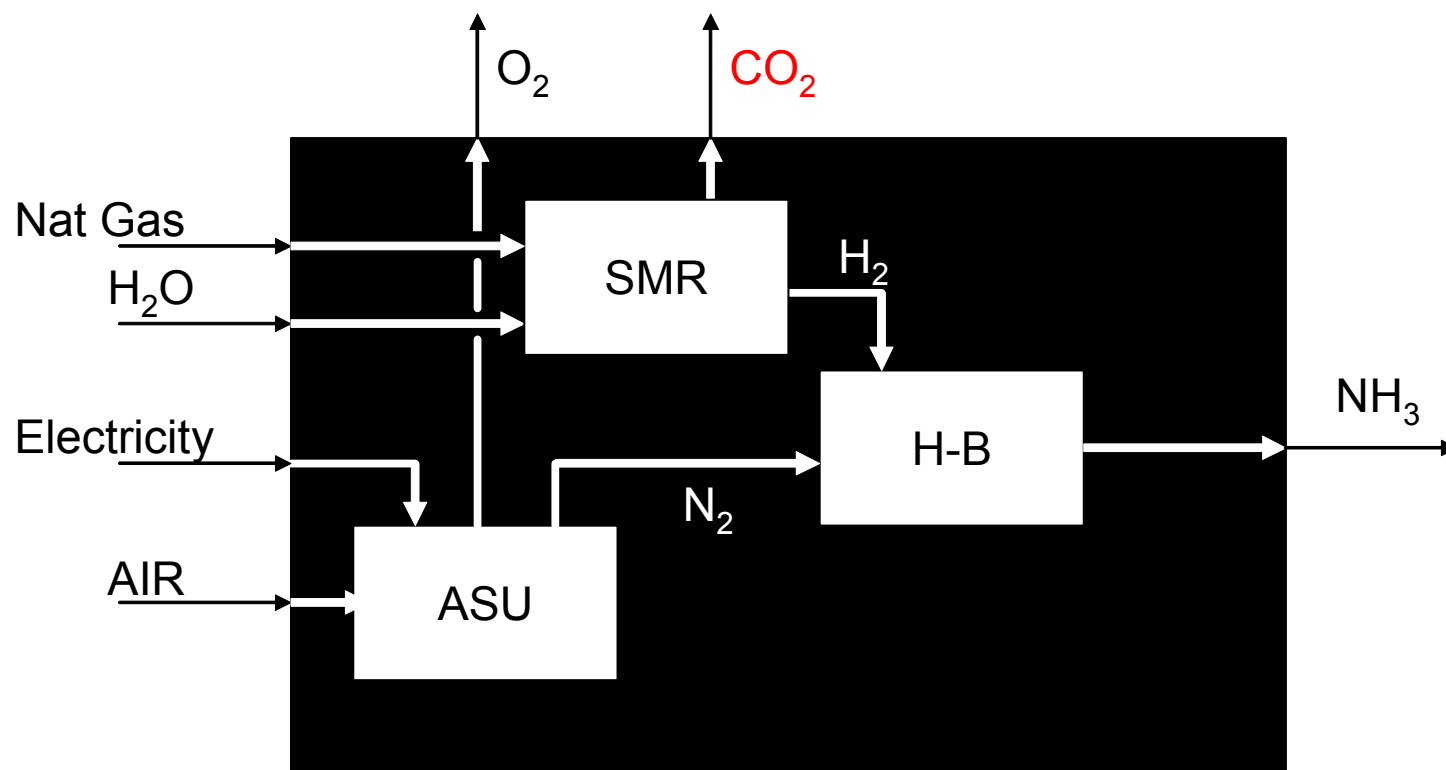 O₂
CO₂
Nat Gas
H₂O
SMR
H₂
Electricity
NH₃
H-B
N₂
AIR
ASU